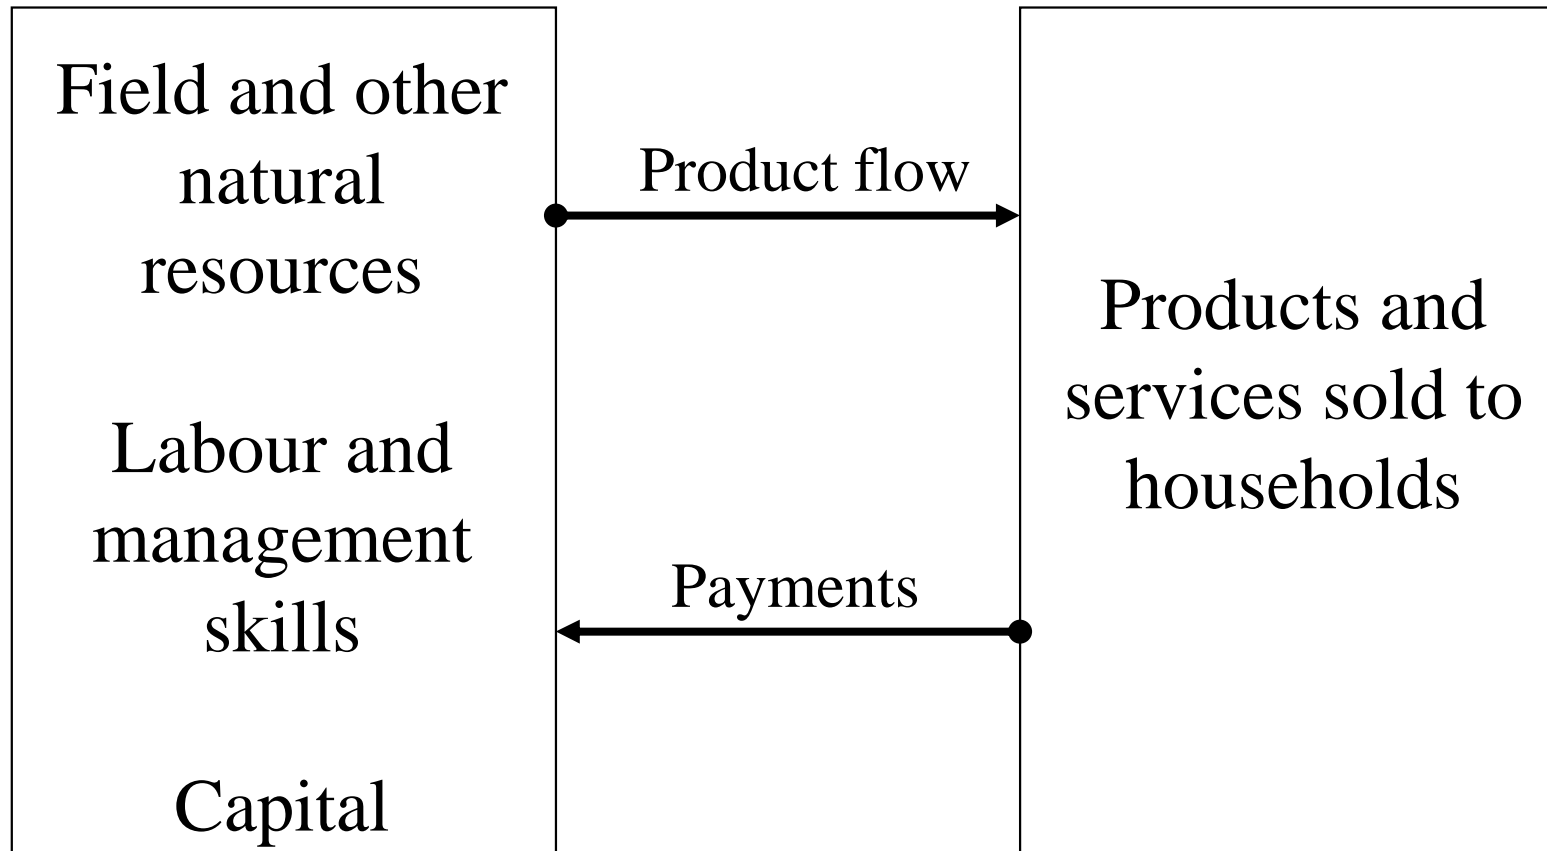 Field and other
natural
resources
Labour and
management
skills
Capital
Product flow
Payments
Products and
services sold to
households